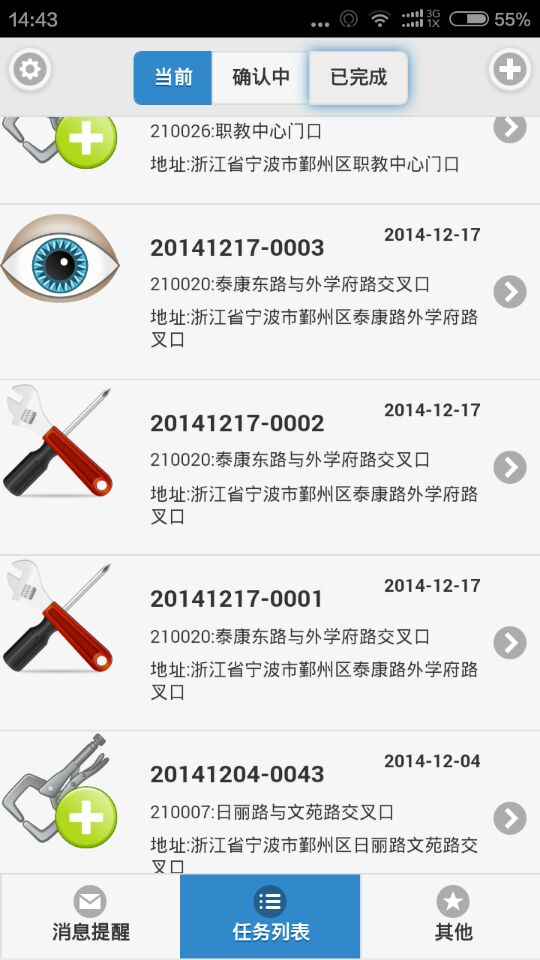 14:43
3G
1X
55%
当前
确认中
已完成
210026:职教中心门口
地址:浙江省宁波市鄞州区职教中心门口
20141217-0003
2014-12-17
210020:泰康东路与外学府路交叉口
地址:浙江省宁波市鄞州区泰康路外学府路
叉口
20141217-0002
2014-12-17
210020:泰康东路与外学府路交叉口
地址:浙江省宁波市鄞州区泰康路外学府路
叉口
20141217-0001
2014-12-17
210020:泰康东路与外学府路交叉口
地址:浙江省宁波市鄞州区泰康路外学府路
叉口
20141204-0043
2014-12-04
210007:日丽路与文苑路交叉口
地址:浙江省宁波市鄞州区日丽路文苑路交
叉口
消息提醒
任务列表
其他